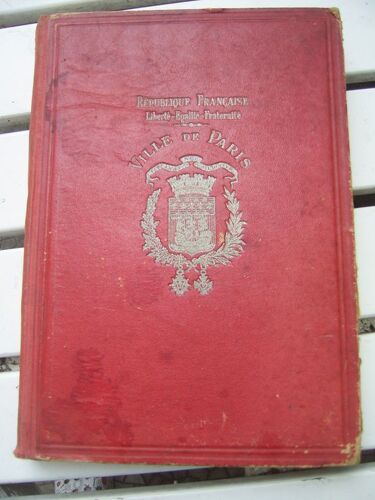 RÉPUBLIQUE FRANÇAISE
Liberté-Egalité-Fraternité
VILLE DE PARIS